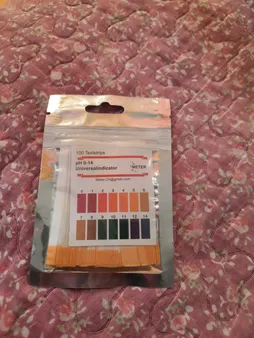 100 Teststrips
pH 0-14
Universalindicator
METER
0 1 2 3 4 5 6
7 8 9 10 11 12 14